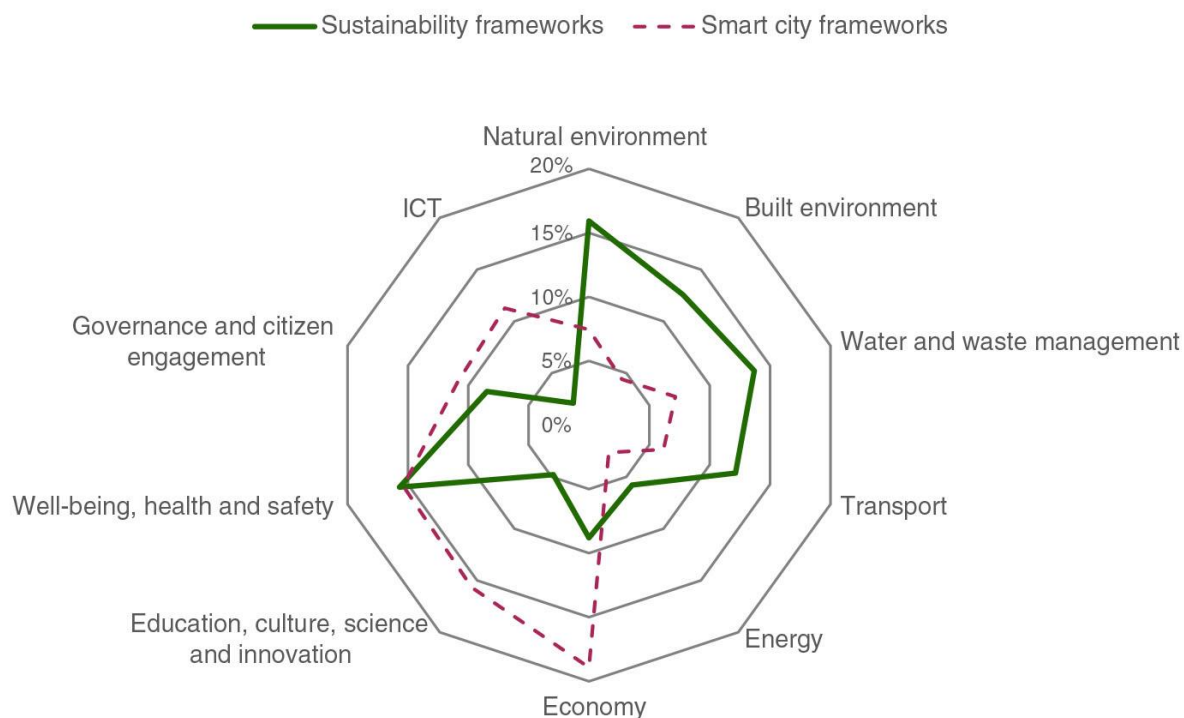 Sustainability frameworks
Smart city frameworks
Natural environment
20%
ICT
Built environment
15%
10%
Governance and citizen
engagement
Water and waste management
5%
0%
Well-being, health and safety
Transport
Education, culture, science
and innovation
Energy
Economy